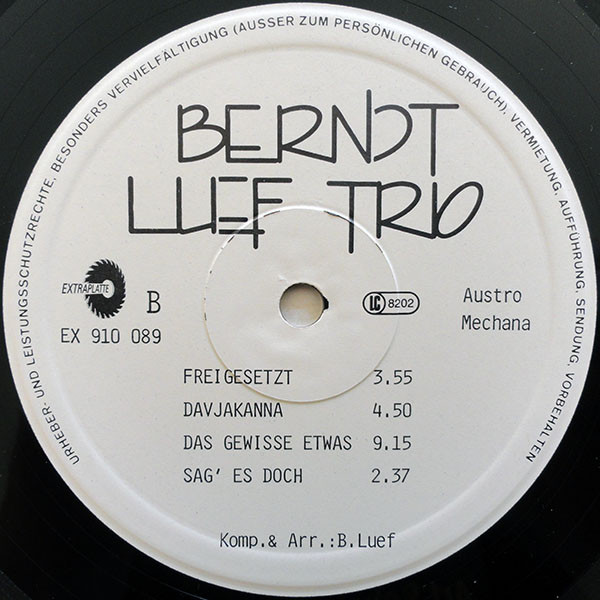 URHEBER- UND LEISTUNGSSCHUTZRECHTE, BESONDERS VERVIELFÄLTIGUNG (AUSSER ZUM PERSÖNLICHEN GEBRAUCH), VERMIETUNG, AUFFÜHRUNG, SENDUNG, VORBEHALTEN
BERNDT
LUEF TRIO
EXTRAPLATTE
B
EX 910 089
LC 8202
Austro
Mechana
FREIGESETZT 3.55
DAVJAKANNA 4.50
DAS GEWISSE ETWAS 9.15
SAG' ES DOCH 2.37
Komp.& Arr.:B.Luef